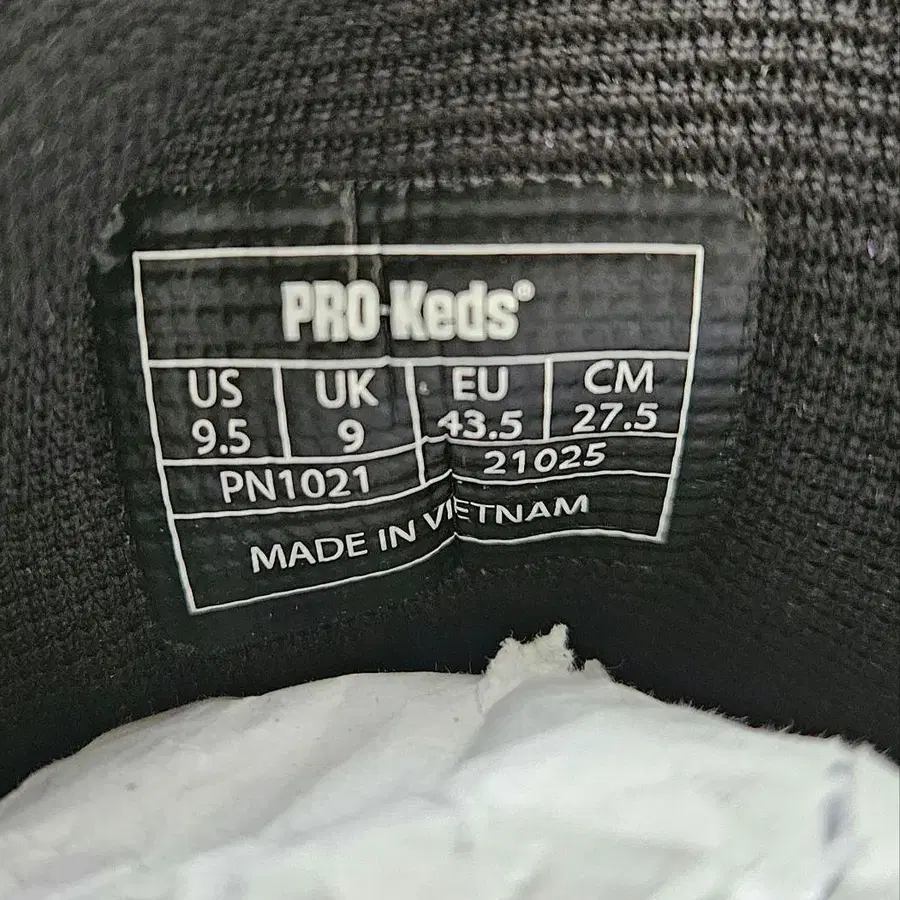 PRO-Keds®
US UK EU CM
9.5 9 43.5 27.5
PN1021 21025
MADE IN VIETNAM